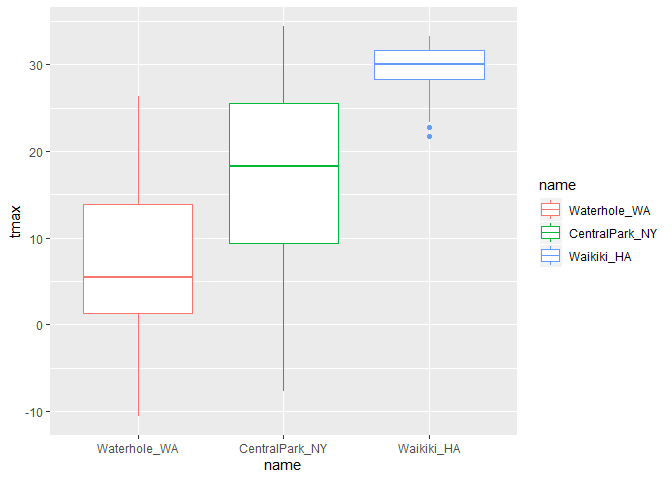 30
20
10
0
-10
tmax
Waterhole_WA
CentralPark_NY
Waikiki_HA
name
name
Waterhole_WA
CentralPark_NY
Waikiki_HA